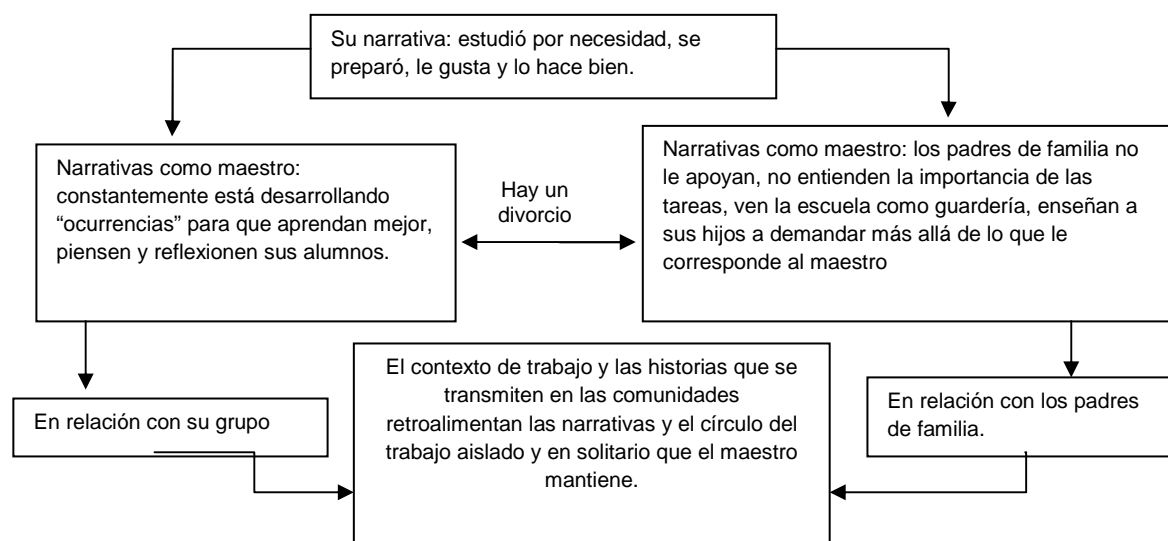 Su narrativa: estudió por necesidad, se
preparó, le gusta y lo hace bien.
Narrativas como maestro:
constantemente está desarrollando
“ocurrencias” para que aprendan mejor,
piensen y reflexionen sus alumnos.
Hay un
divorcio
Narrativas como maestro: los padres de familia no
le apoyan, no entienden la importancia de las
tareas, ven la escuela como guardería, enseñan a
sus hijos a demandar más allá de lo que le
corresponde al maestro
En relación con su grupo
El contexto de trabajo y las historias que se
transmiten en las comunidades
retroalimentan las narrativas y el círculo del
trabajo aislado y en solitario que el maestro
mantiene.
En relación con los padres
de familia.